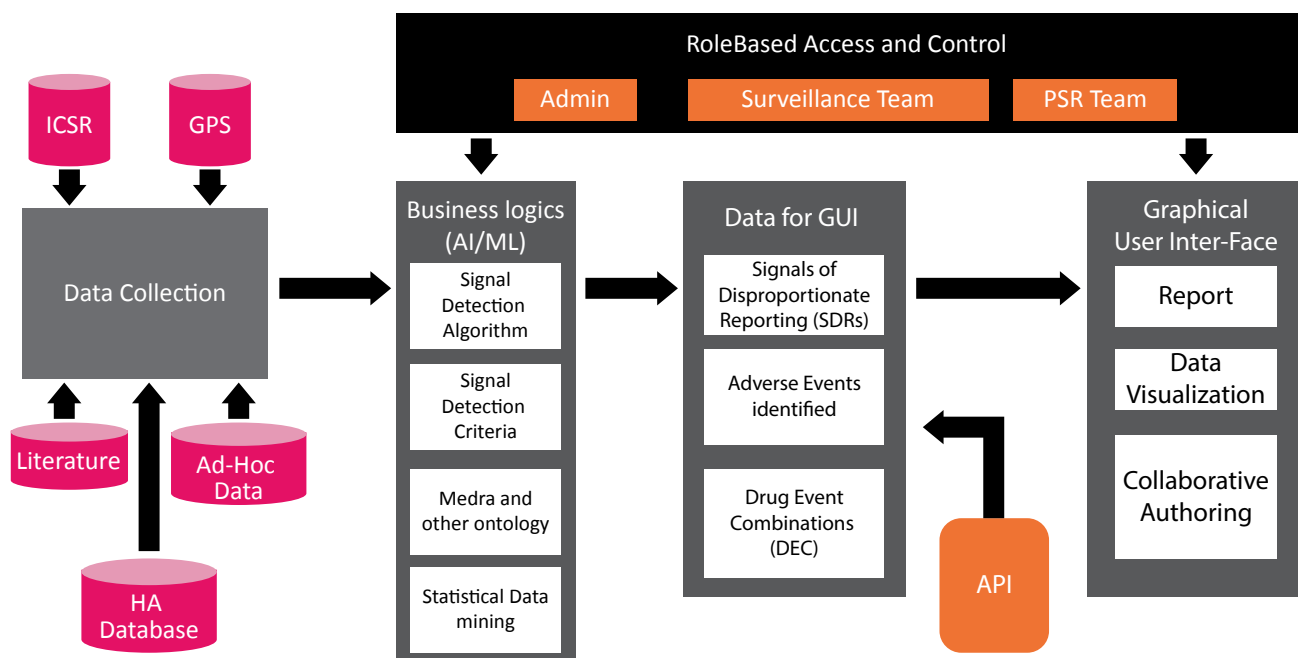 RoleBased Access and Control
Admin
Surveillance Team
PSR Team
ICSR
GPS
Data Collection
Literature
Ad-Hoc
Data
HA
Database
Business logics
(AI/ML)
Signal
Detection
Algorithm
Signal
Detection
Criteria
Medra and
other ontology
Statistical Data
mining
Data for GUI
Signals of
Disproportionate
Reporting (SDRs)
Adverse Events
identified
Drug Event
Combinations
(DEC)
API
Graphical
User Inter-Face
Report
Data
Visualization
Collaborative
Authoring